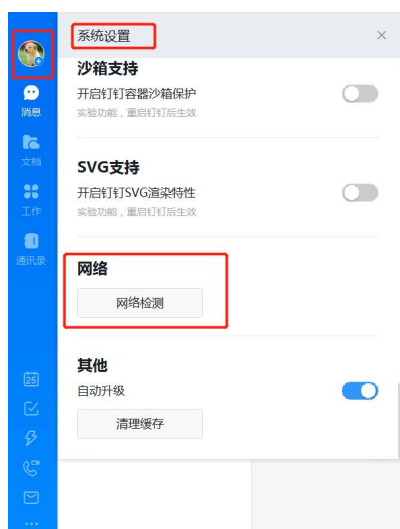 系统设置
沙箱支持
开启钉钉容器沙箱保护
实验功能，重启钉钉后生效
消息
文档
SVG支持
开启钉钉SVG渲染特性
实验功能，重启钉钉后生效
工作
通讯录
网络
网络检测
其他
自动升级
25
清理缓存